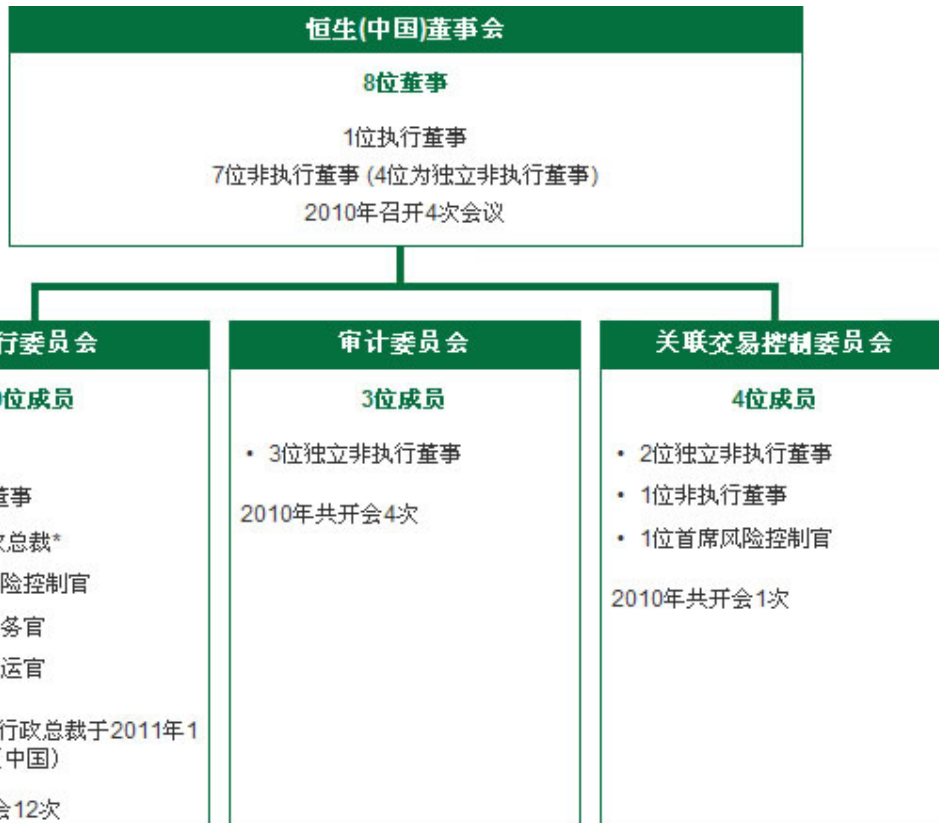 恒生(中国)董事会
8位董事
1位执行董事
7位非执行董事 (4位为独立非执行董事)
2010年召开4次会议
行委员会
位成员
董事
总裁*
险控制官
务官
运官
行政总裁于2011年1
(中国)
会12次
审计委员会
3位成员
• 3位独立非执行董事
2010年共开会4次
关联交易控制委员会
4位成员
• 2位独立非执行董事
• 1位非执行董事
• 1位首席风险控制官
2010年共开会1次